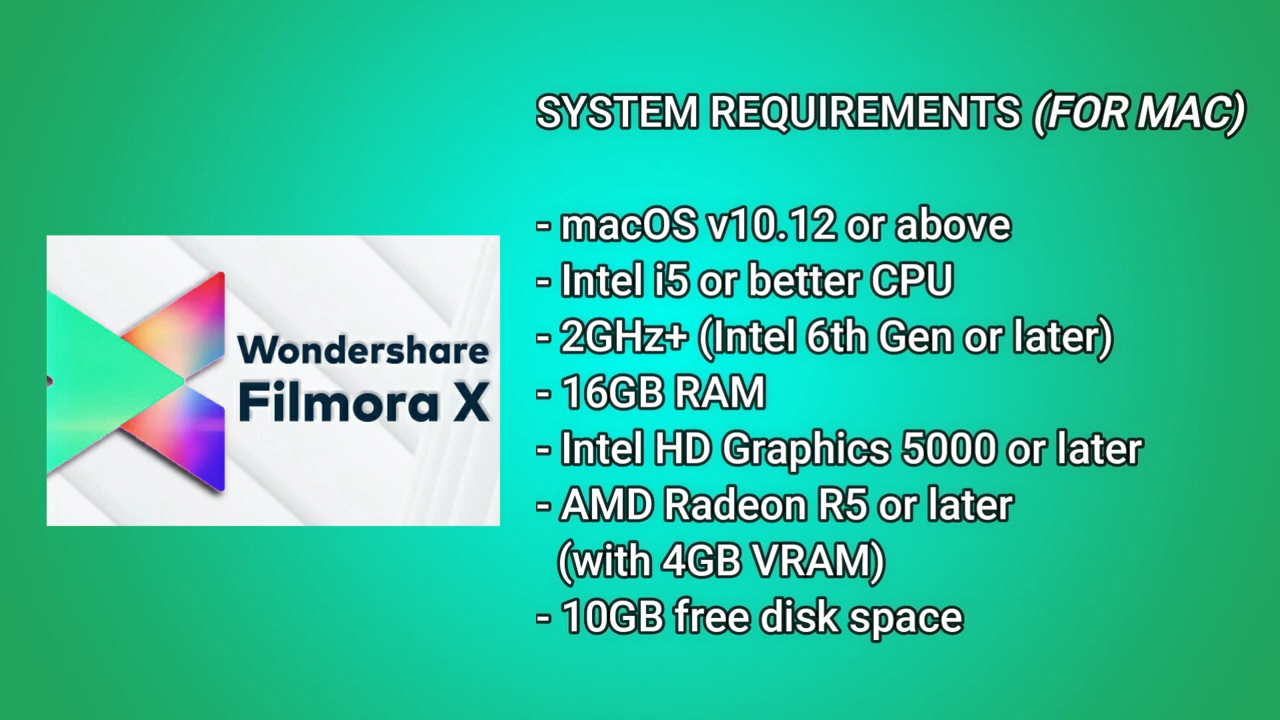 SYSTEM REQUIREMENTS (FOR MAC)
- macOS v10.12 or above
- Intel i5 or better CPU
- 2GHz+ (Intel 6th Gen or later)
- 16GB RAM
- Intel HD Graphics 5000 or later
- AMD Radeon R5 or later
(with 4GB VRAM)
- 10GB free disk space
Wondershare
Filmora X